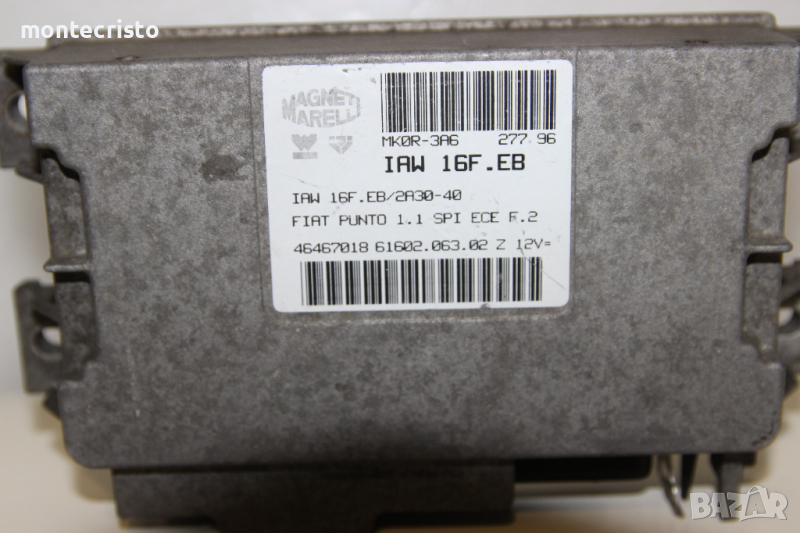 montecristo
MAGNETI
MARELLI
MKØR-3A6 277 96
IAW 16F.EB
IAW 16F.EB/2A30-40
FIAT PUNTO 1.1 SPI ECE F.2
46467018 61602.063.02 Z 12V=
BAZAR